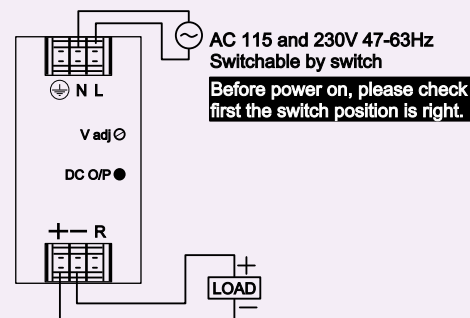 AC 115 and 230V 47-63Hz
Switchable by switch
Before power on, please check
first the switch position is right.
N L
V adj
DC O/P
+ − R
+
LOAD
−